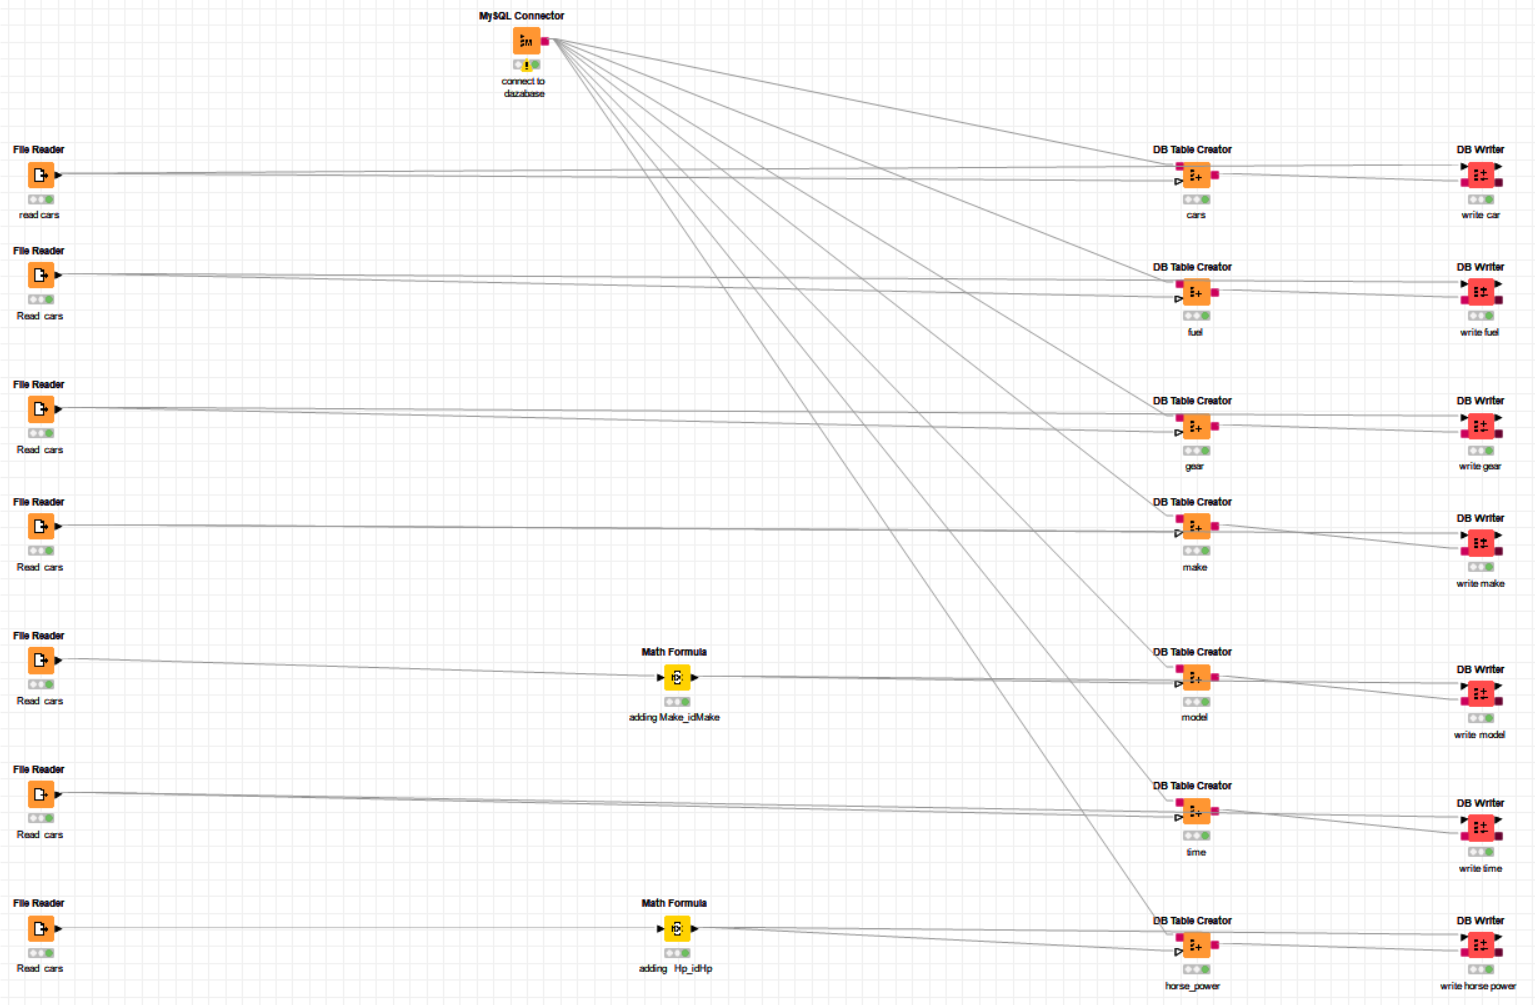 MySQL Connector
connect to
dazabase
File Reader
DB Table Creator
DB Writer
read cars
cars
write car
File Reader
DB Table Creator
DB Writer
Read cars
fuel
write fuel
File Reader
DB Table Creator
DB Writer
Read cars
gear
write gear
File Reader
DB Table Creator
DB Writer
Read cars
make
write make
File Reader
Math Formula
DB Table Creator
DB Writer
Read cars
adding Make_idMake
model
write model
File Reader
DB Table Creator
DB Writer
Read cars
time
write time
File Reader
Math Formula
DB Table Creator
DB Writer
Read cars
adding Hp_idHp
horse_power
write horse power